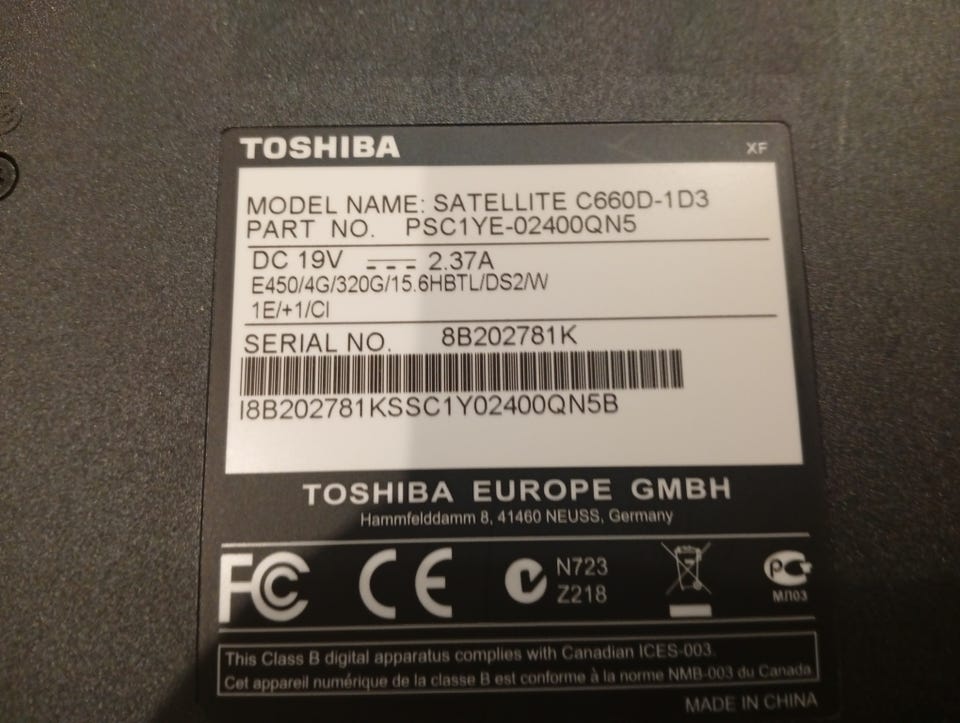 TOSHIBA
XF
MODEL NAME: SATELLITE C660D-1D3
PART NO. PSC1YE-02400QN5
DC 19V 2.37A
E450/4G/320G/15.6HBTL/DS2/W
1E/+1/CI
SERIAL NO. 8B202781K
I8B202781KSSC1Y02400QN5B
TOSHIBA EUROPE GMBH
Hammfelddamm 8, 41460 NEUSS, Germany
FC CE N723
Z218
МЛ03
This Class B digital apparatus complies with Canadian ICES-003.
Cet appareil numérique de la classe B est conforme à la norme NMB-003 du Canada
MADE IN CHINA